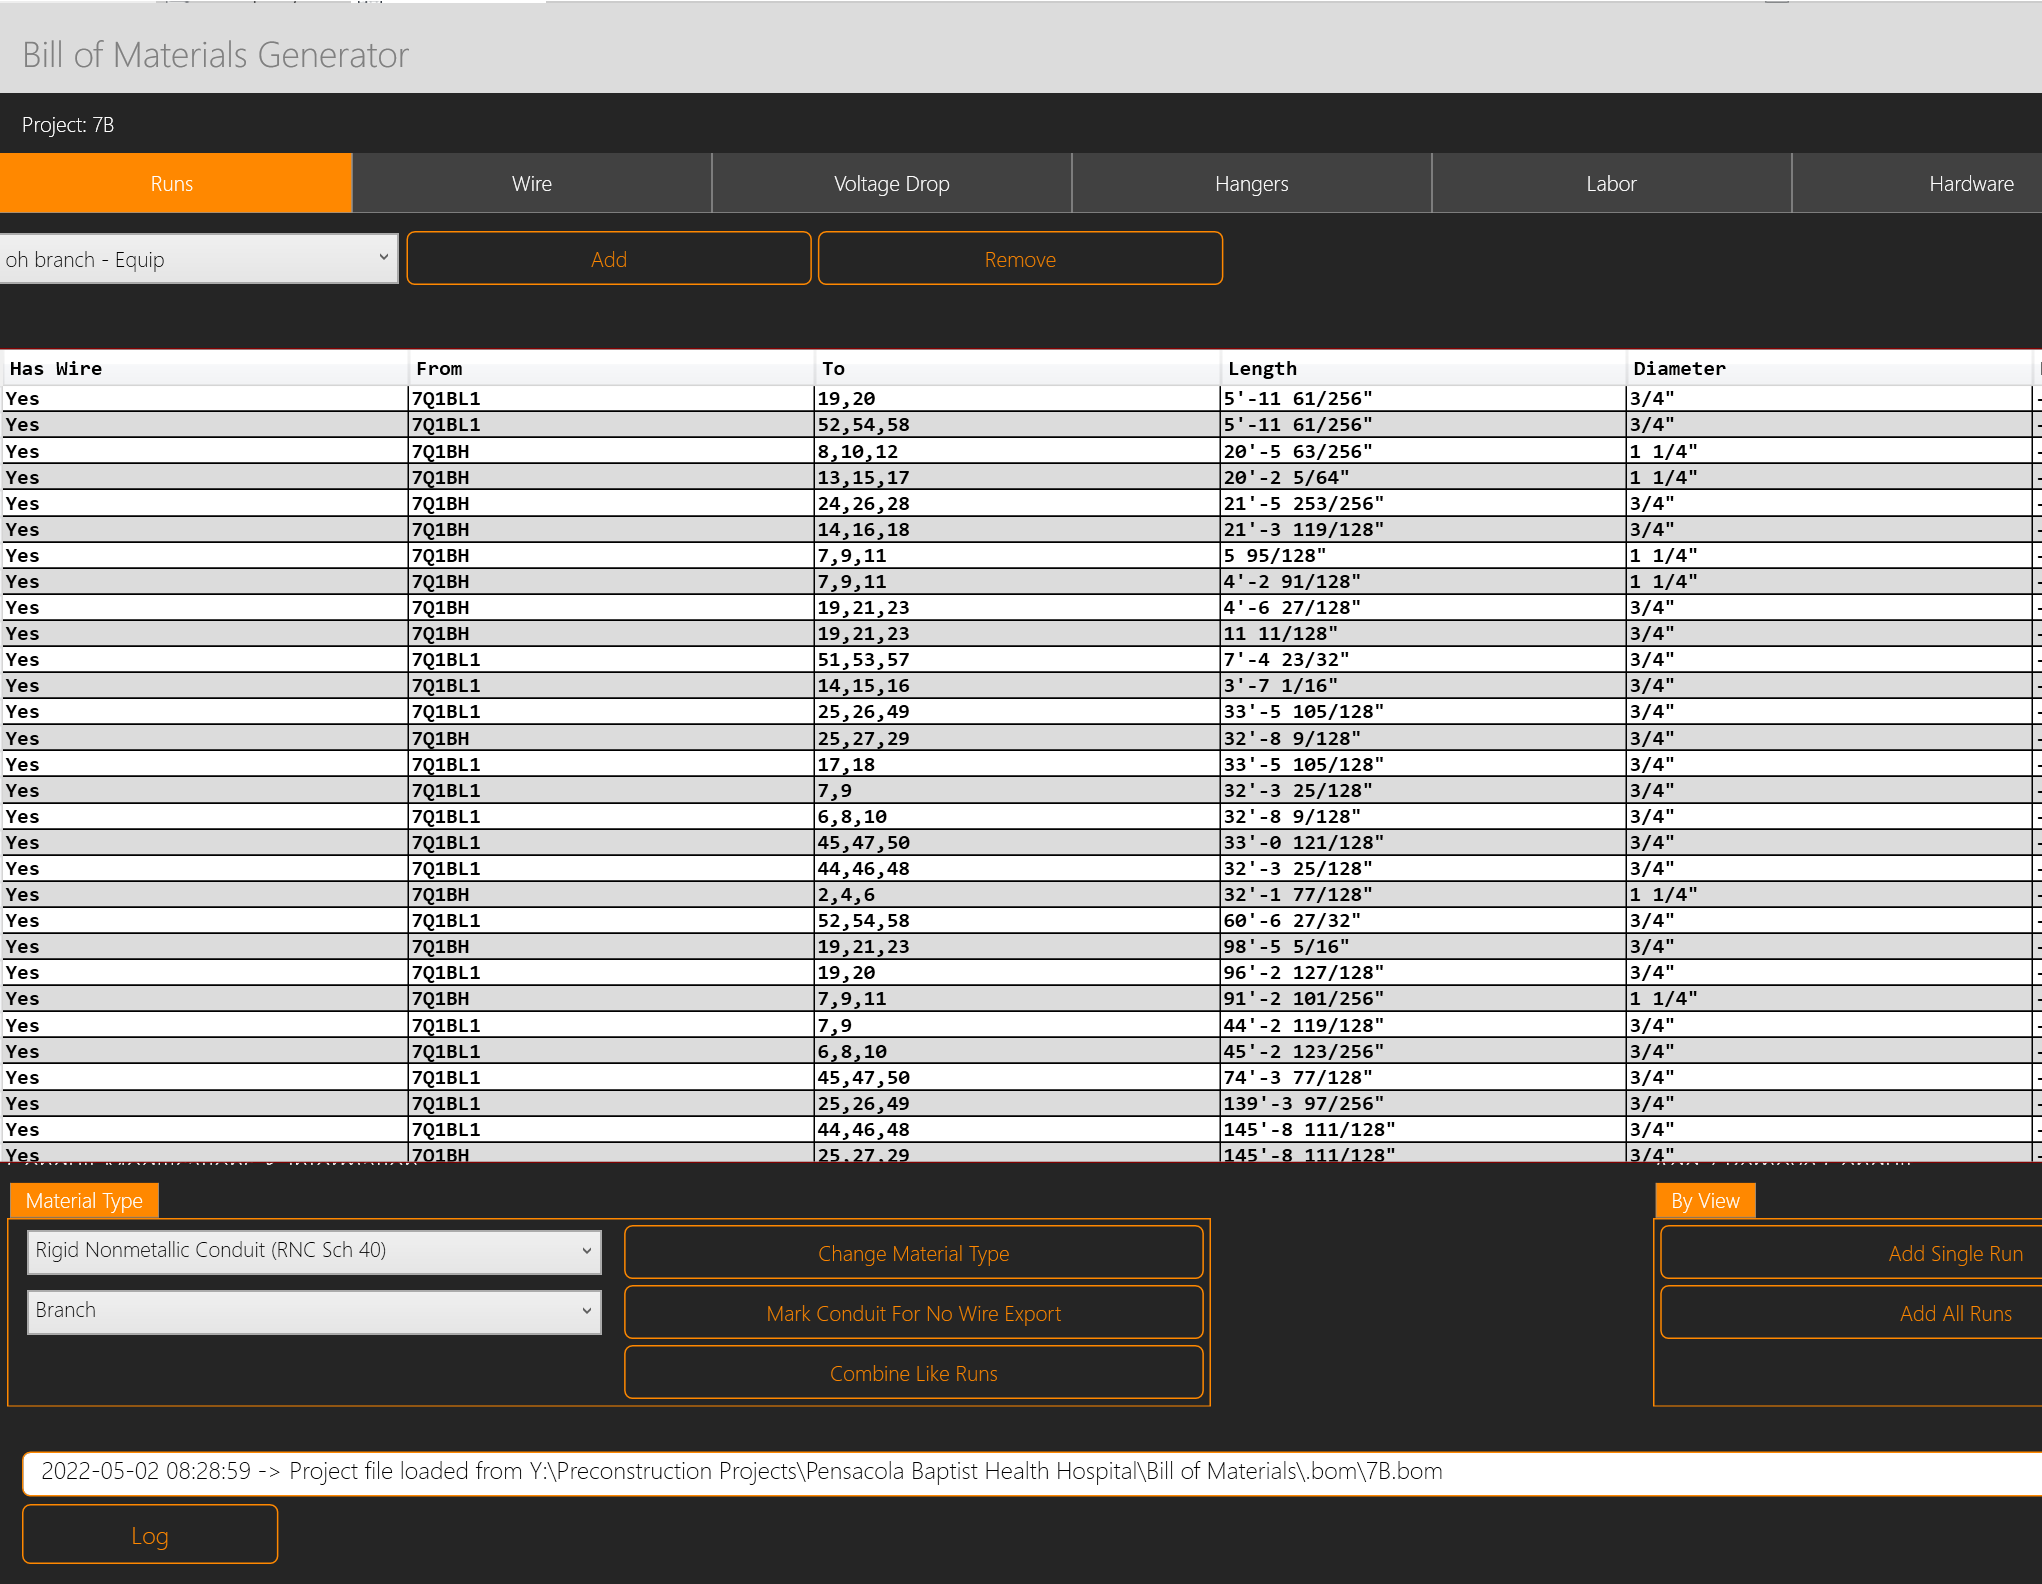 Bill of Materials Generator
Project: 7B
Runs Wire Voltage Drop Hangers Labor Hardware
oh branch - Equip Add Remove
Has Wire From To Length Diameter
Yes 7Q1BL1 19,20 5'-11 61/256" 3/4"
Yes 7Q1BL1 52,54,58 5'-11 61/256" 3/4"
Yes 7Q1BH 8,10,12 20'-5 63/256" 1 1/4"
Yes 7Q1BH 13,15,17 20'-2 5/64" 1 1/4"
Yes 7Q1BH 24,26,28 21'-5 253/256" 3/4"
Yes 7Q1BH 14,16,18 21'-3 119/128" 3/4"
Yes 7Q1BH 7,9,11 5 95/128" 1 1/4"
Yes 7Q1BH 7,9,11 4'-2 91/128" 1 1/4"
Yes 7Q1BH 19,21,23 4'-6 27/128" 3/4"
Yes 7Q1BH 19,21,23 11 11/128" 3/4"
Yes 7Q1BL1 51,53,57 7'-4 23/32" 3/4"
Yes 7Q1BL1 14,15,16 3'-7 1/16" 3/4"
Yes 7Q1BL1 25,26,49 33'-5 105/128" 3/4"
Yes 7Q1BH 25,27,29 32'-8 9/128" 3/4"
Yes 7Q1BL1 17,18 33'-5 105/128" 3/4"
Yes 7Q1BL1 7,9 32'-3 25/128" 3/4"
Yes 7Q1BL1 6,8,10 32'-8 9/128" 3/4"
Yes 7Q1BL1 45,47,50 33'-0 121/128" 3/4"
Yes 7Q1BL1 44,46,48 32'-3 25/128" 3/4"
Yes 7Q1BH 2,4,6 32'-1 77/128" 1 1/4"
Yes 7Q1BL1 52,54,58 60'-6 27/32" 3/4"
Yes 7Q1BH 19,21,23 98'-5 5/16" 3/4"
Yes 7Q1BL1 19,20 96'-2 127/128" 3/4"
Yes 7Q1BH 7,9,11 91'-2 101/256" 1 1/4"
Yes 7Q1BL1 7,9 44'-2 119/128" 3/4"
Yes 7Q1BL1 6,8,10 45'-2 123/256" 3/4"
Yes 7Q1BL1 45,47,50 74'-3 77/128" 3/4"
Yes 7Q1BL1 25,26,49 139'-3 97/256" 3/4"
Yes 7Q1BL1 44,46,48 145'-8 111/128" 3/4"
Yes 7Q1BH 25,27,29 145'-8 111/128" 3/4"
Material Type By View
Rigid Nonmetallic Conduit (RNC Sch 40) Change Material Type Add Single Run
Branch Mark Conduit For No Wire Export Add All Runs
Combine Like Runs
2022-05-02 08:28:59 -> Project file loaded from Y:\Preconstruction Projects\Pensacola Baptist Health Hospital\Bill of Materials\.bom\7B.bom
Log